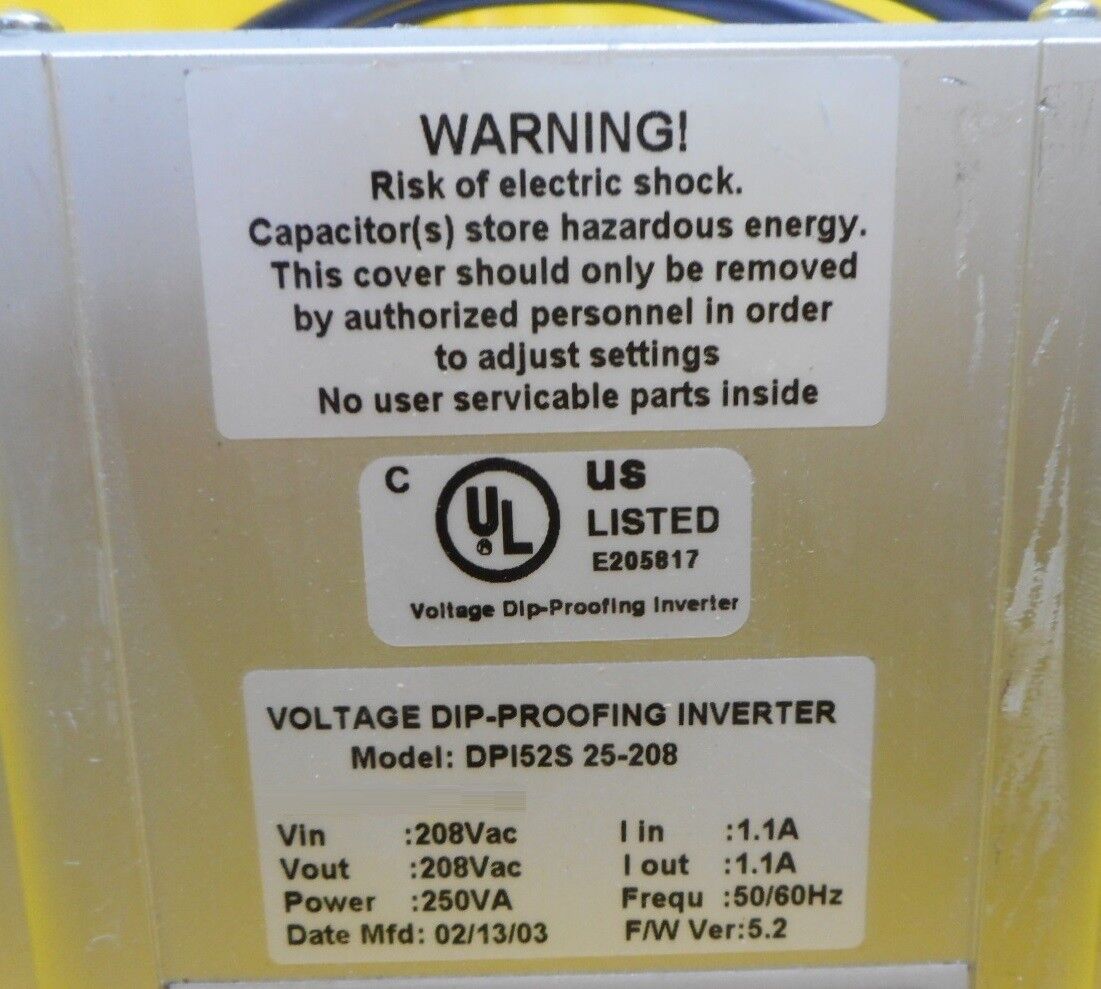 WARNING!
Risk of electric shock.
Capacitor(s) store hazardous energy.
This cover should only be removed
by authorized personnel in order
to adjust settings
No user servicable parts inside
C UL US
LISTED
E205817
Voltage Dip-Proofing Inverter
VOLTAGE DIP-PROOFING INVERTER
Model: DPI52S 25-208
Vin :208Vac I in :1.1A
Vout :208Vac I out :1.1A
Power :250VA Frequ :50/60Hz
Date Mfd: 02/13/03 F/W Ver:5.2